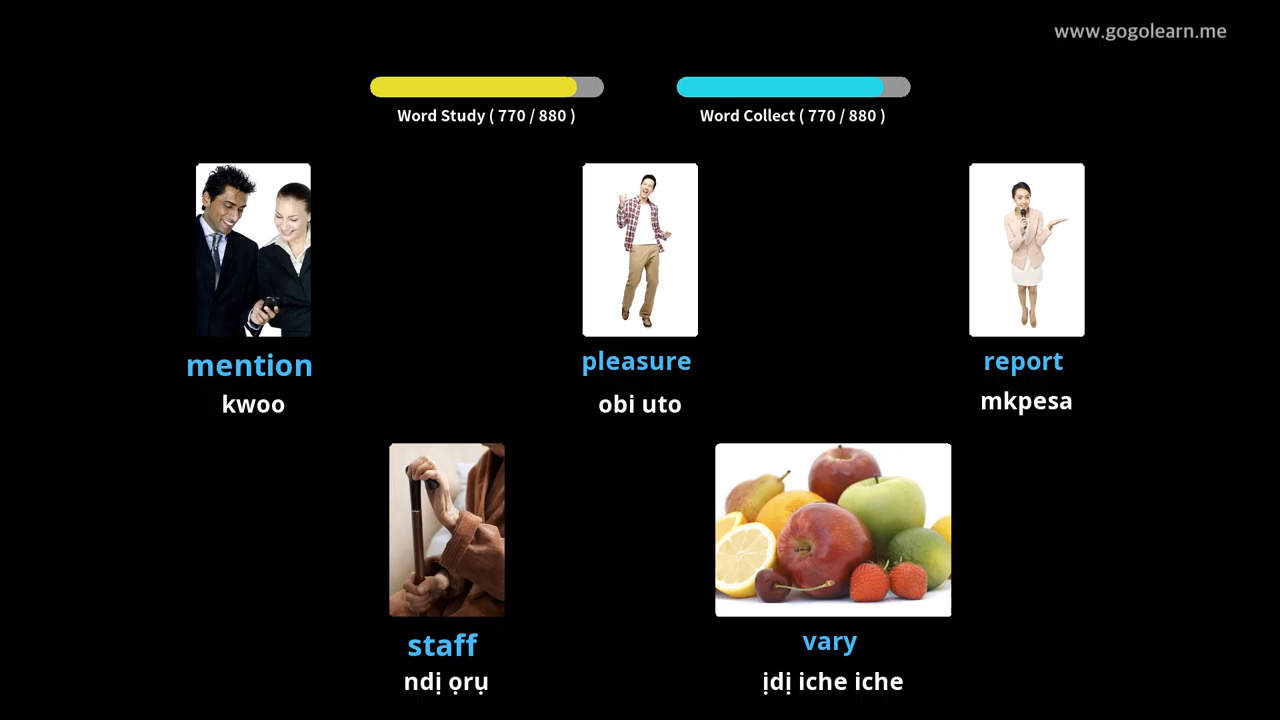 www.gogolearn.me
Word Study ( 770 / 880 )
Word Collect ( 770 / 880 )
mention
kwoo
pleasure
obi uto
report
mkpesa
staff
ndị ọrụ
vary
ịdị iche iche